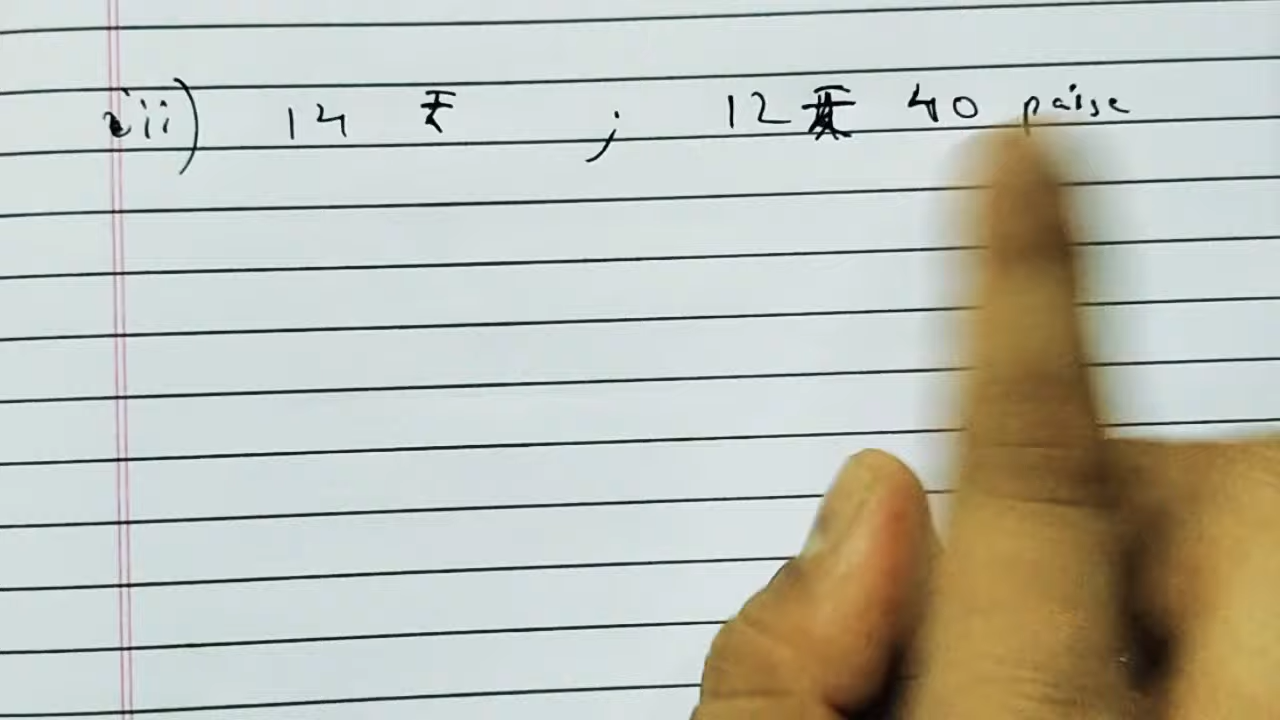 iii) 14 ₹ ; 12 ₹ 40 paise